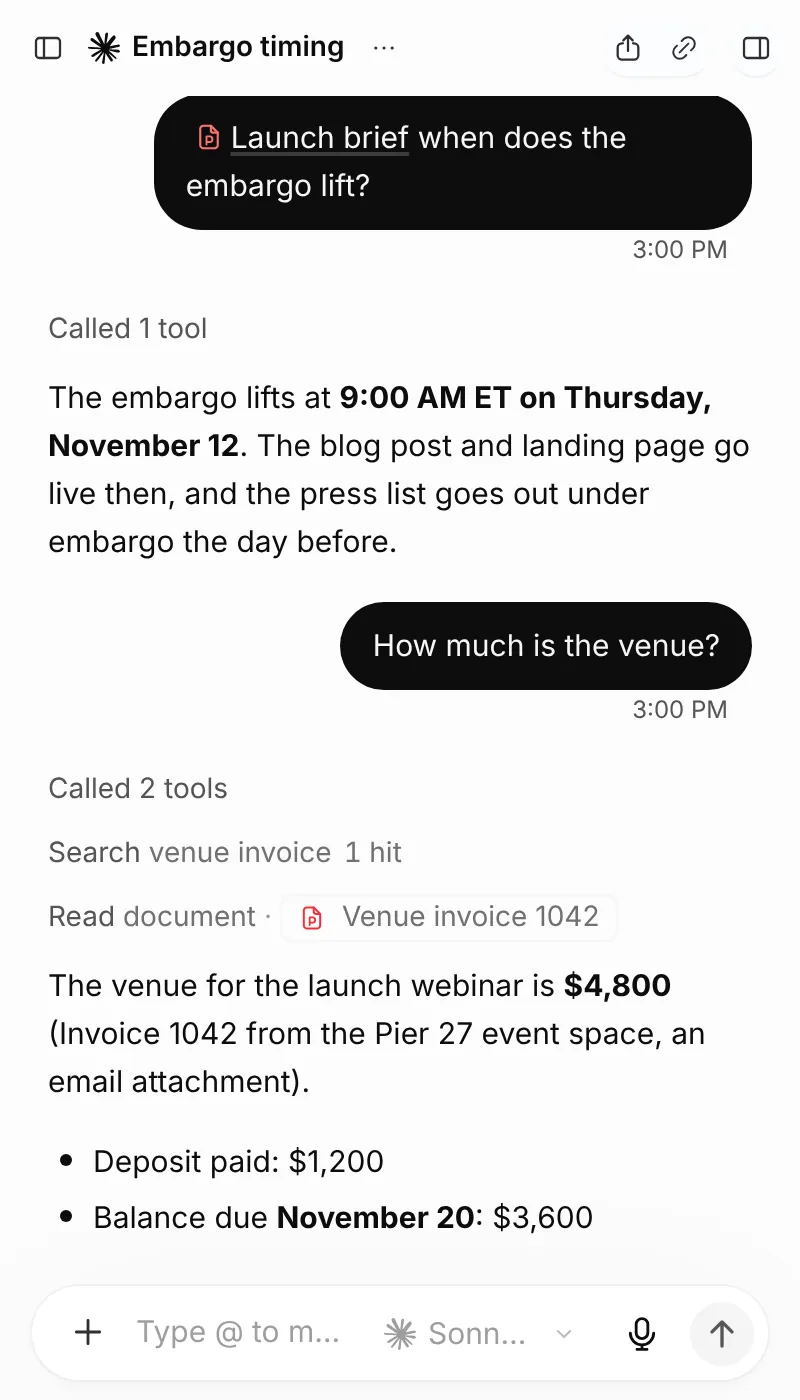 Embargo timing
Launch brief when does the
embargo lift?
3:00 PM
Called 1 tool
The embargo lifts at 9:00 AM ET on Thursday,
November 12. The blog post and landing page go
live then, and the press list goes out under
embargo the day before.
How much is the venue?
3:00 PM
Called 2 tools
Search venue invoice 1 hit
Read document · Venue invoice 1042
The venue for the launch webinar is $4,800
(Invoice 1042 from the Pier 27 event space, an
email attachment).
• Deposit paid: $1,200
• Balance due November 20: $3,600
Type @ to m... Sonn...